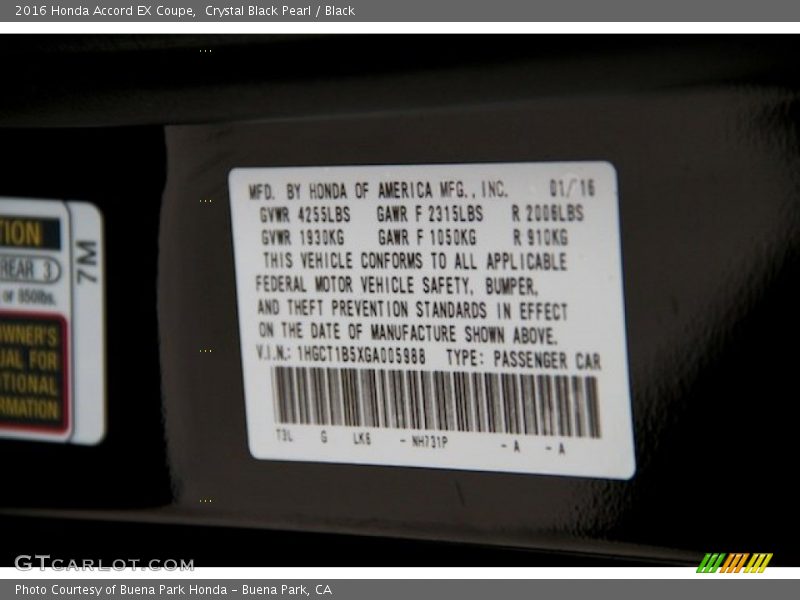 2016 Honda Accord EX Coupe,  Crystal Black Pearl / Black
MFD. BY HONDA OF AMERICA MFG., INC. 01/16
GVWR 4255LBS GAWR F 2315LBS R 2006LBS
GVWR 1930KG GAWR F 1050KG R 910KG
THIS VEHICLE CONFORMS TO ALL APPLICABLE
FEDERAL MOTOR VEHICLE SAFETY, BUMPER,
AND THEFT PREVENTION STANDARDS IN EFFECT
ON THE DATE OF MANUFACTURE SHOWN ABOVE.
V.I.N.: 1HGCT1B5XGA005988 TYPE: PASSENGER CAR
T3L G LK6 - NH731P - A - A
TION
REAR 3
or 850lbs.
7M
OWNER'S
UAL FOR
ITIONAL
RMATION
GTCARLOT.COM
Photo Courtesy of Buena Park Honda - Buena Park, CA